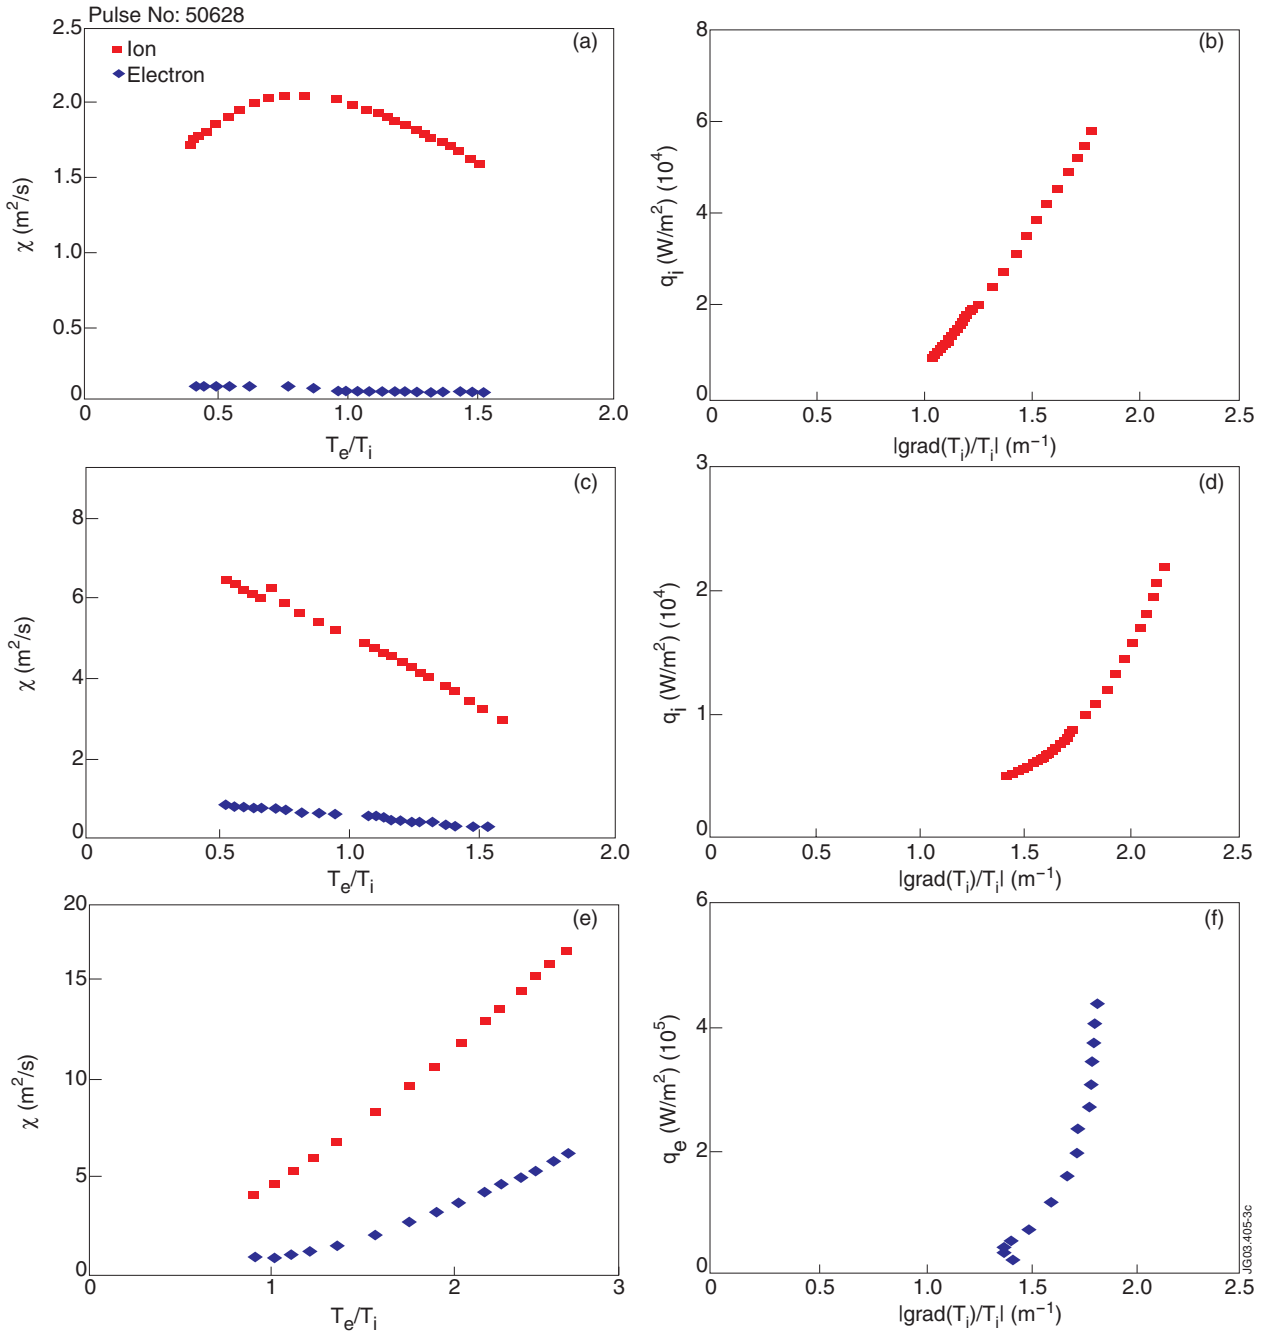 Pulse No: 50628
(a)
Ion
Electron
2.5
2.0
1.5
1.0
0.5
0
χ (m²/s)
0 0.5 1.0 1.5 2.0
Tₑ/Tᵢ
(b)
8
6
4
2
0
qᵢ (W/m²) (10⁴)
0 0.5 1.0 1.5 2.0 2.5
|grad(Tᵢ)/Tᵢ| (m⁻¹)
(c)
8
6
4
2
0
χ (m²/s)
0 0.5 1.0 1.5 2.0
Tₑ/Tᵢ
(d)
3
2
1
0
qᵢ (W/m²) (10⁴)
0 0.5 1.0 1.5 2.0 2.5
|grad(Tᵢ)/Tᵢ| (m⁻¹)
(e)
20
15
10
5
0
χ (m²/s)
0 1 2 3
Tₑ/Tᵢ
(f)
6
4
2
0
qₑ (W/m²) (10⁵)
0 0.5 1.0 1.5 2.0 2.5
|grad(Tᵢ)/Tᵢ| (m⁻¹)
JG03.405-3c